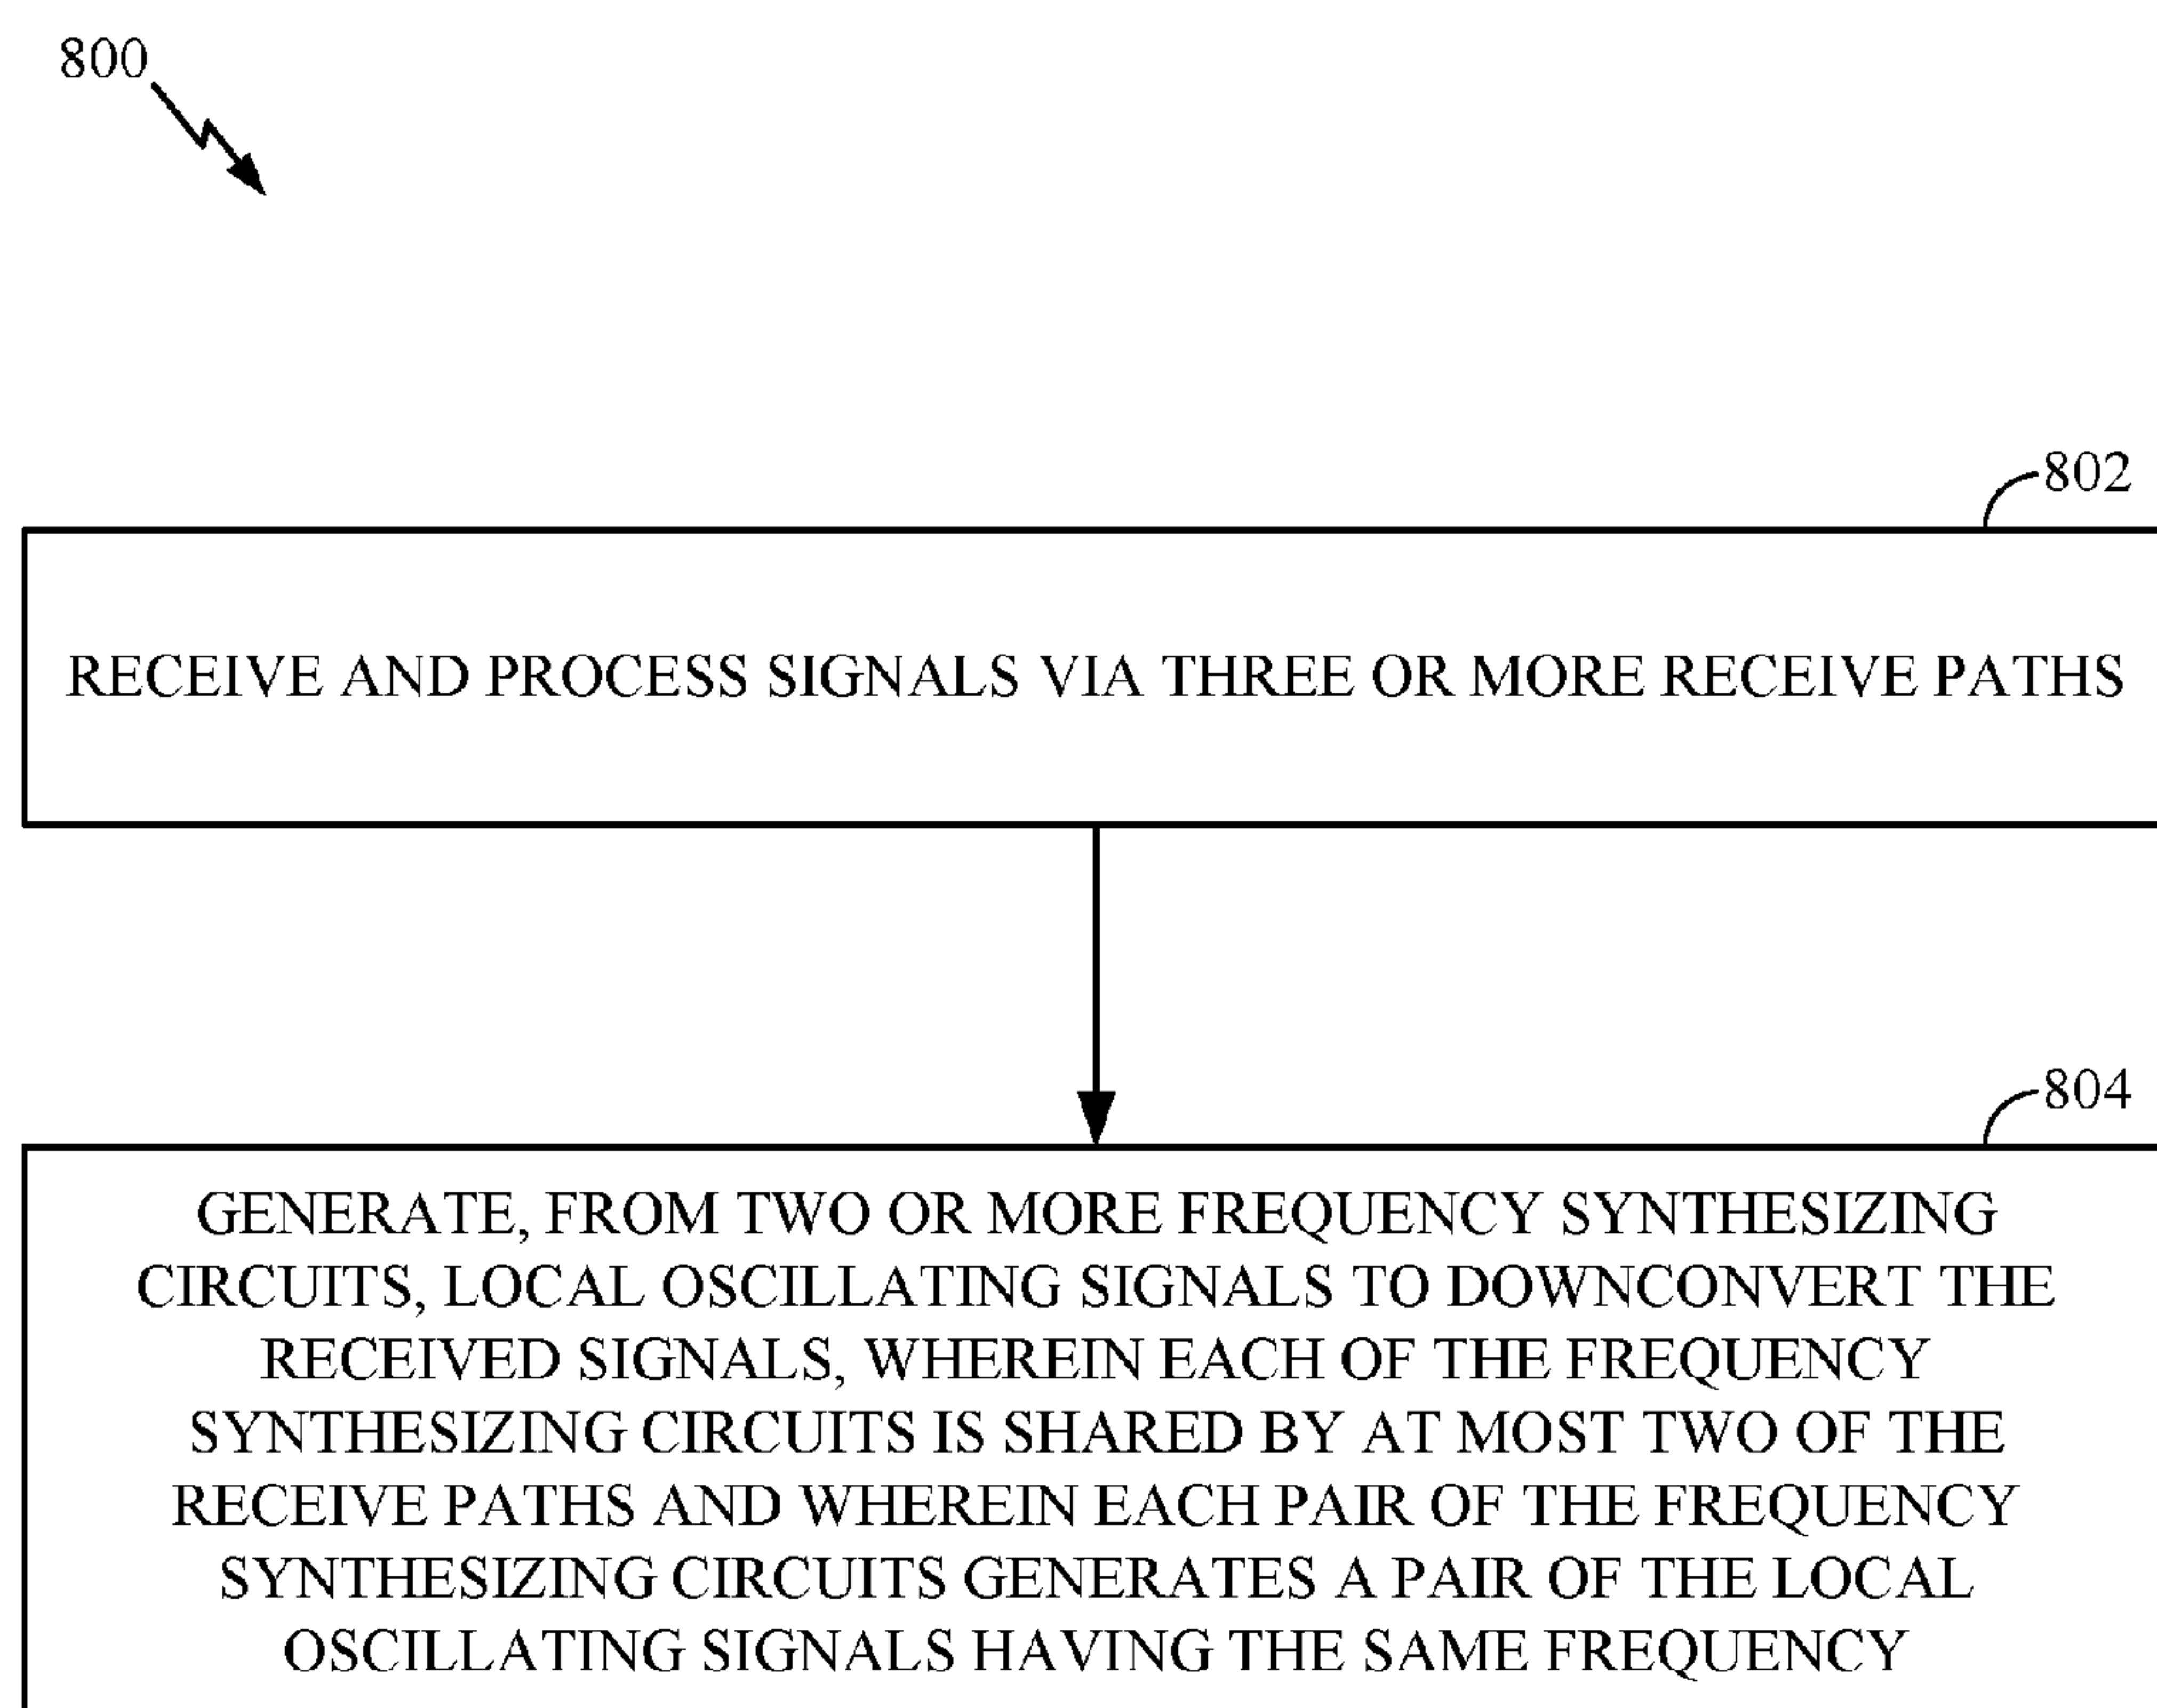 800
802
RECEIVE AND PROCESS SIGNALS VIA THREE OR MORE RECEIVE PATHS
804
GENERATE, FROM TWO OR MORE FREQUENCY SYNTHESIZING
CIRCUITS, LOCAL OSCILLATING SIGNALS TO DOWNCONVERT THE
RECEIVED SIGNALS, WHEREIN EACH OF THE FREQUENCY
SYNTHESIZING CIRCUITS IS SHARED BY AT MOST TWO OF THE
RECEIVE PATHS AND WHEREIN EACH PAIR OF THE FREQUENCY
SYNTHESIZING CIRCUITS GENERATES A PAIR OF THE LOCAL
OSCILLATING SIGNALS HAVING THE SAME FREQUENCY